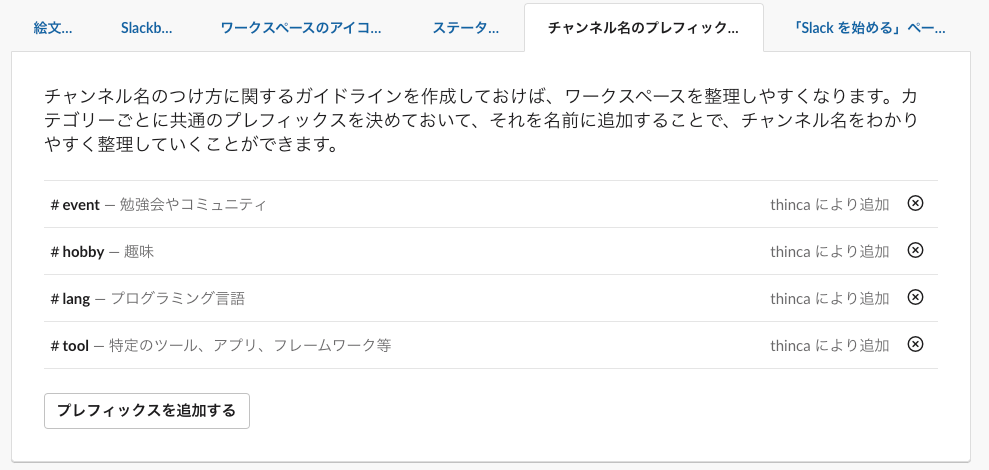 絵文... Slackb... ワークスペースのアイコ... ステータ... チャンネル名のプレフィック... 「Slack を始める」ペー...
チャンネル名のつけ方に関するガイドラインを作成しておけば、ワークスペースを整理しやすくなります。カ
テゴリーごとに共通のプレフィックスを決めておいて、それを名前に追加することで、チャンネル名をわかり
やすく整理していくことができます。
# event — 勉強会やコミュニティ thinca により追加
# hobby — 趣味 thinca により追加
# lang — プログラミング言語 thinca により追加
# tool — 特定のツール、アプリ、フレームワーク等 thinca により追加
プレフィックスを追加する